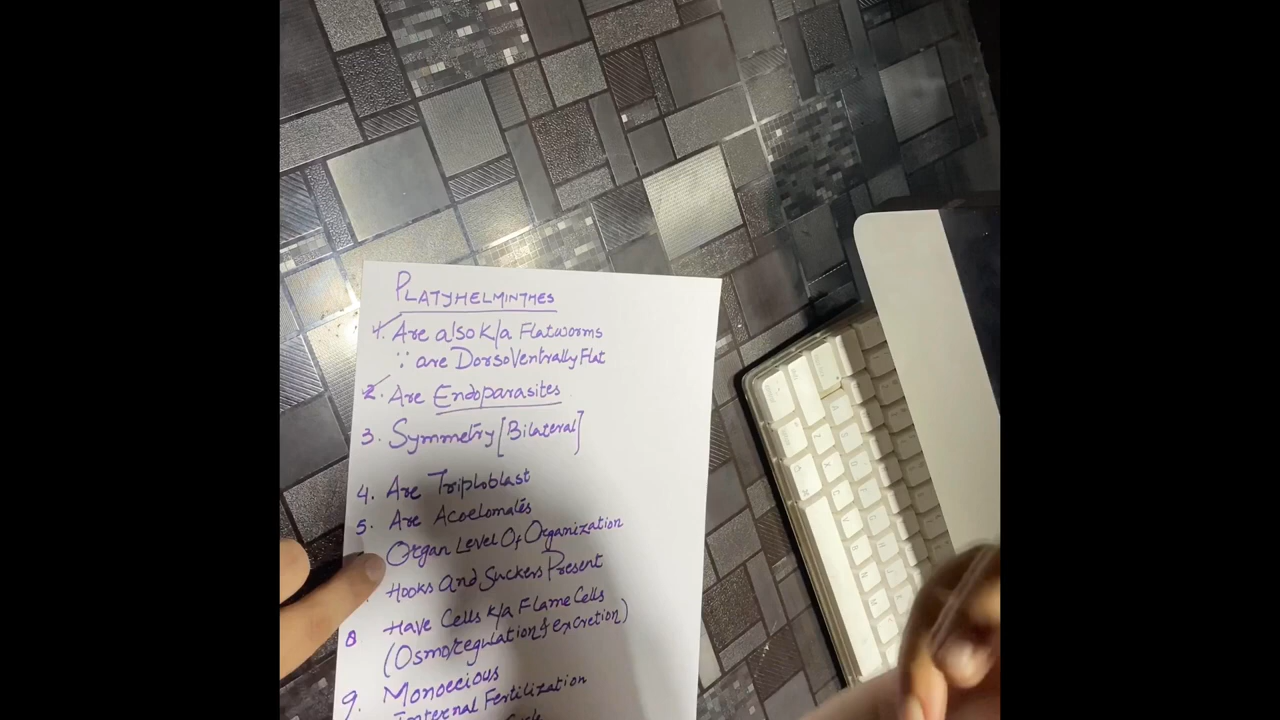 PLATYHELMINTHES
1. Are also k/a Flatworms
∵ are DorsoVentrally Flat
2. Are Endoparasites
3. Symmetry [Bilateral]
4. Are Triploblast
5. Are Acoelomates
Organ Level Of Organization
Hooks And Suckers Present
8 Have Cells k/a Flame Cells
(Osmoregulation & excretion)
9. Monoecious
Internal Fertilization
Cycle